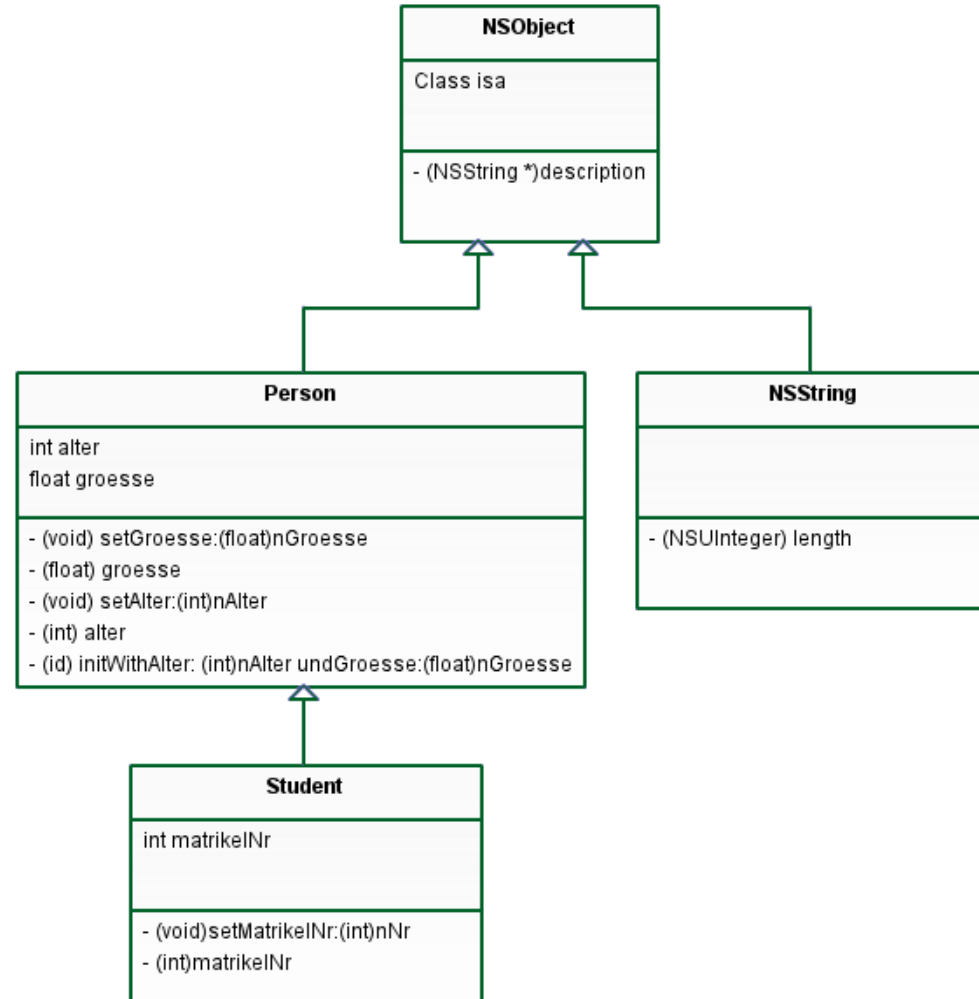 NSObject
Class isa
- (NSString *)description
Person
int alter
float groesse
- (void) setGroesse:(float)nGroesse
- (float) groesse
- (void) setAlter:(int)nAlter
- (int) alter
- (id) initWithAlter: (int)nAlter undGroesse:(float)nGroesse
NSString
- (NSUInteger) length
Student
int matrikelNr
- (void)setMatrikelNr:(int)nNr
- (int)matrikelNr